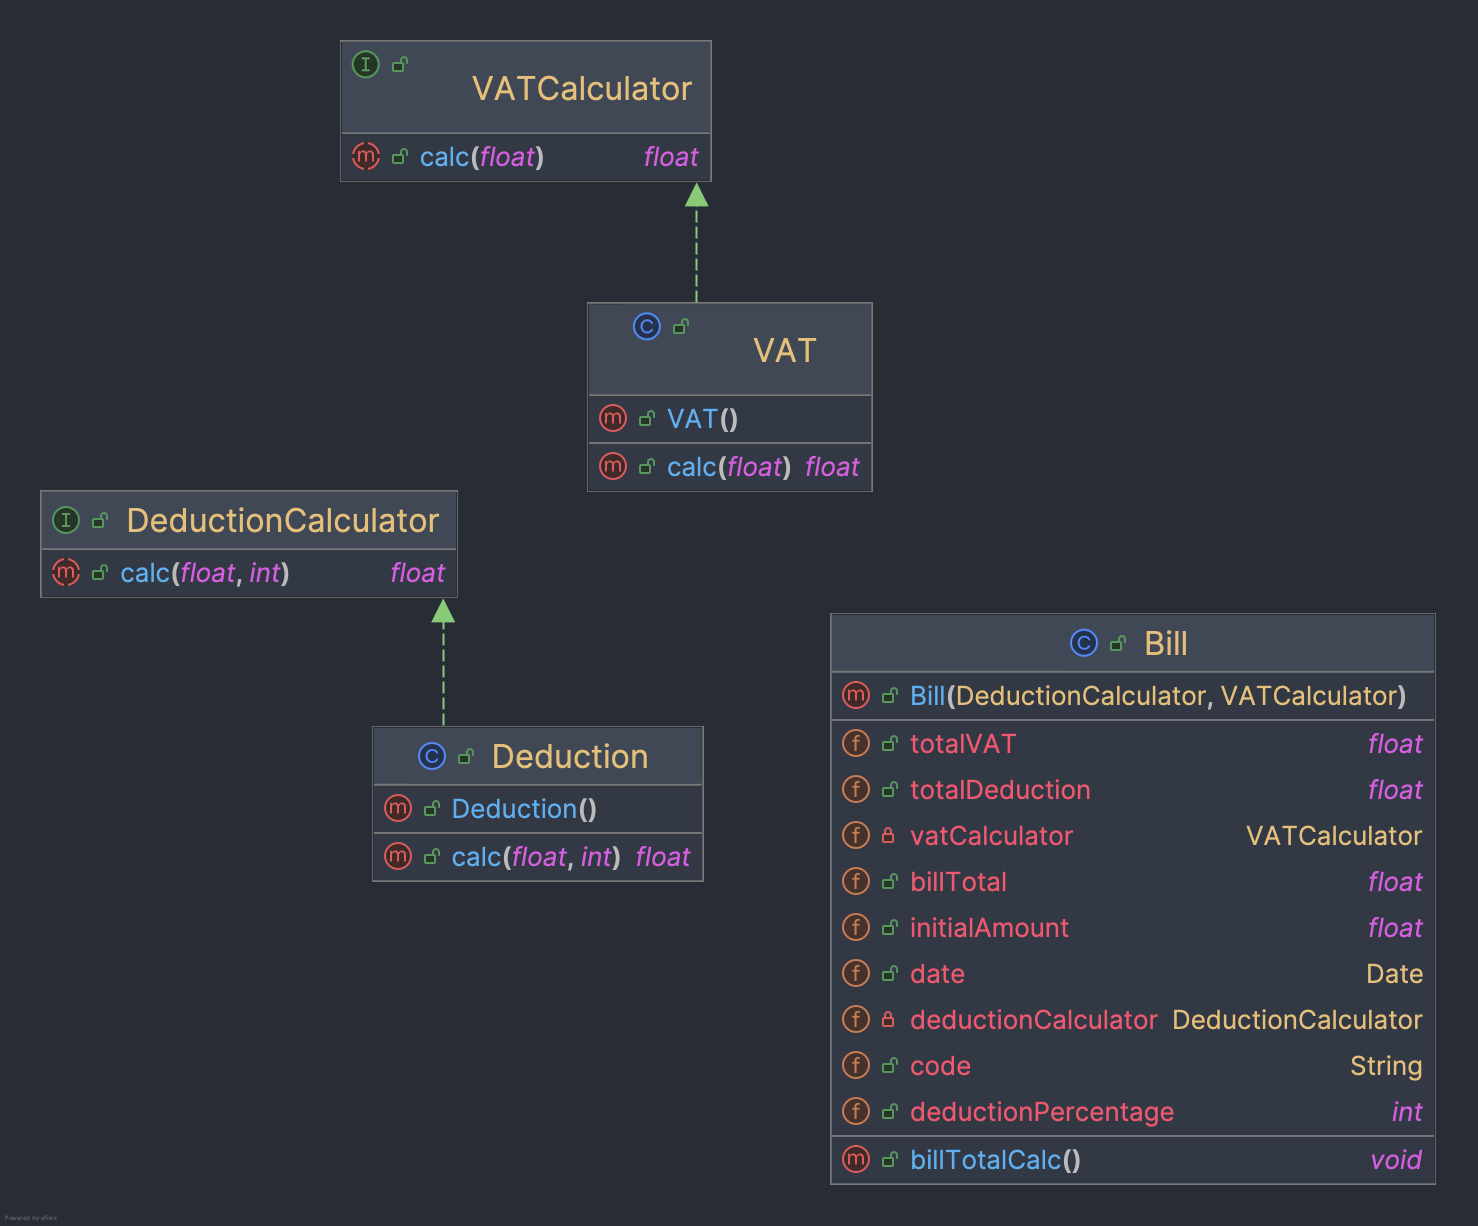 VATCalculator
calc(float) float
VAT
VAT()
calc(float) float
DeductionCalculator
calc(float, int) float
Deduction
Deduction()
calc(float, int) float
Bill
Bill(DeductionCalculator, VATCalculator)
totalVAT float
totalDeduction float
vatCalculator VATCalculator
billTotal float
initialAmount float
date Date
deductionCalculator DeductionCalculator
code String
deductionPercentage int
billTotalCalc() void
Powered by yFiles